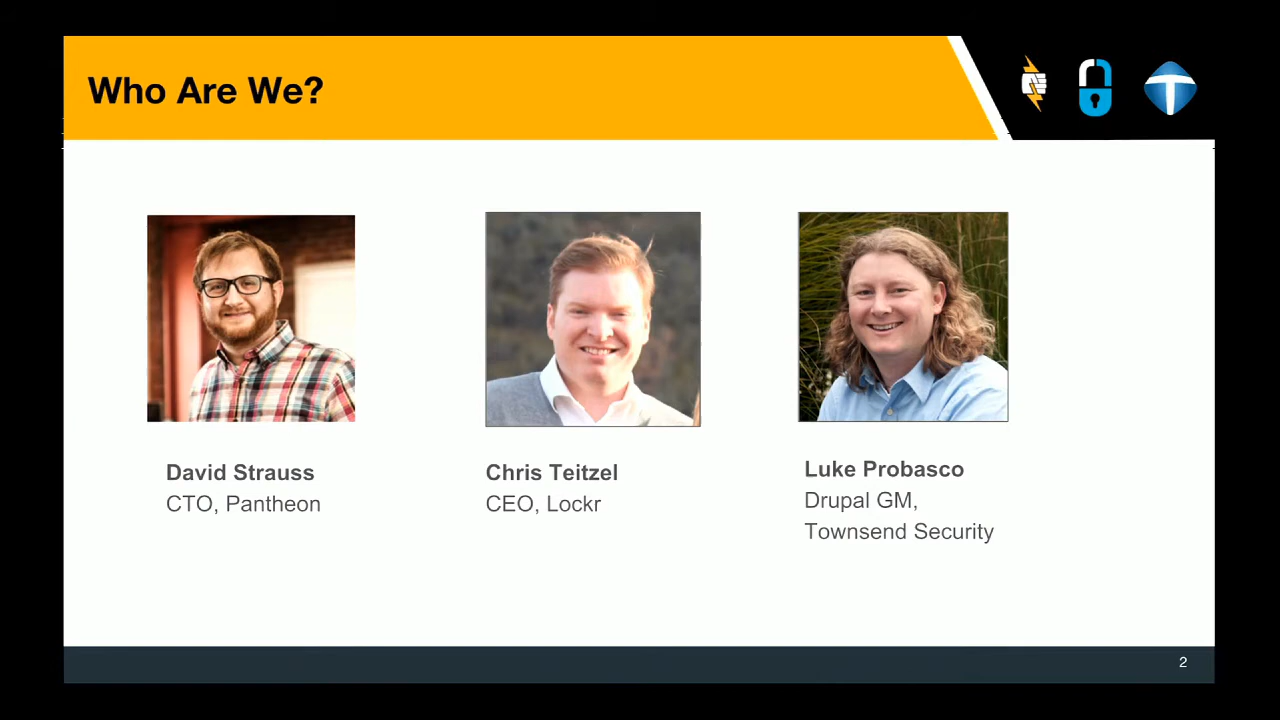 Who Are We?
David Strauss
CTO, Pantheon
Chris Teitzel
CEO, Lockr
Luke Probasco
Drupal GM,
Townsend Security
2